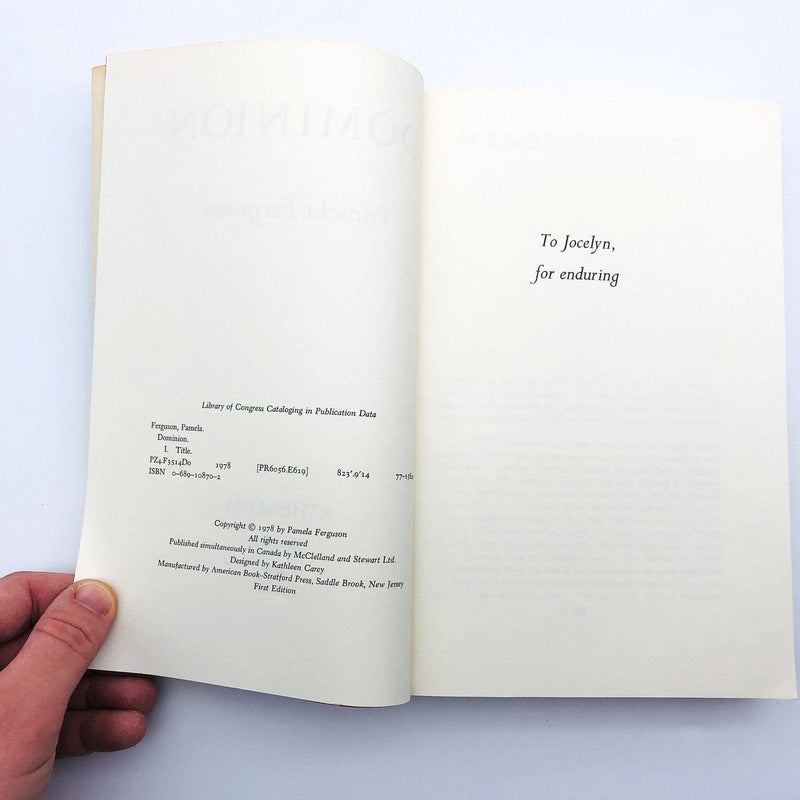 Library of Congress Cataloging in Publication Data
Ferguson, Pamela.
Dominion.
I. Title.
PZ4.F3514Do 1978 [PR6056.E619] 823'.9'14
ISBN 0-689-10870-2
Copyright © 1978 by Pamela Ferguson
All rights reserved
Published simultaneously in Canada by McClelland and Stewart Ltd.
Designed by Kathleen Carey
Manufactured by American Book–Stratford Press, Saddle Brook, New Jersey
First Edition
To Jocelyn,
for enduring